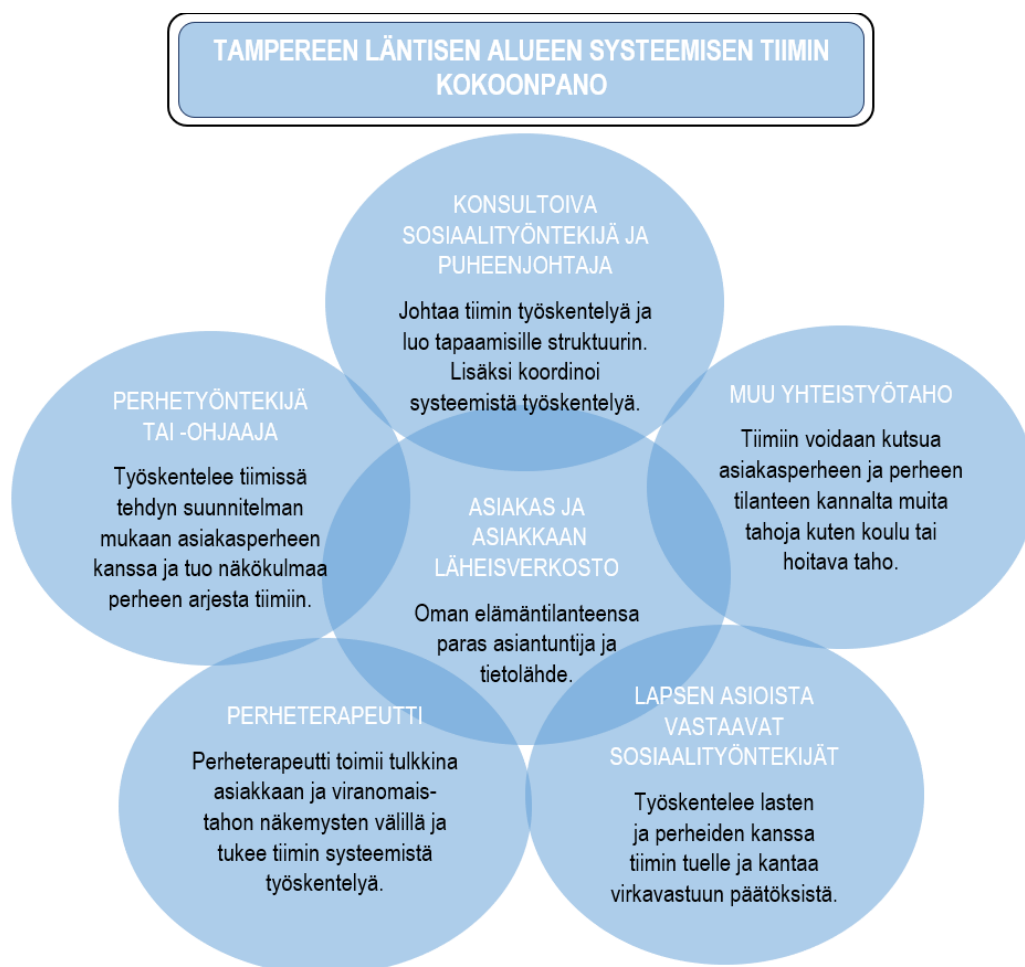 TAMPEREEN LÄNTISEN ALUEEN SYSTEEMISEN TIIMIN
KOKOONPANO
KONSULTOIVA
SOSIAALITYÖNTEKIJÄ JA
PUHEENJOHTAJA
Johtaa tiimin työskentelyä ja
luo tapaamisille struktuurin.
Lisäksi koordinoi
systeemistä työskentelyä.
PERHETYÖNTEKIJÄ
TAI -OHJAAJA
Työskentelee tiimissä
tehdyn suunnitelman
mukaan asiakasperheen
kanssa ja tuo näkökulmaa
perheen arjesta tiimiin.
MUU YHTEISTYÖTAHO
Tiimiin voidaan kutsua
asiakasperheen ja perheen
tilanteen kannalta muita
tahoja kuten koulu tai
hoitava taho.
ASIAKAS JA
ASIAKKAAN
LÄHEISVERKOSTO
Oman elämäntilanteensa
paras asiantuntija ja
tietolähde.
PERHETERAPEUTTI
Perheterapeutti toimii tulkkina
asiakkaan ja viranomais-
tahon näkemysten välillä ja
tukee tiimin systeemistä
työskentelyä.
LAPSEN ASIOISTA
VASTAAVAT
SOSIAALITYÖNTEKIJÄT
Työskentelee lasten
ja perheiden kanssa
tiimin tuelle ja kantaa
virkavastuun päätöksistä.